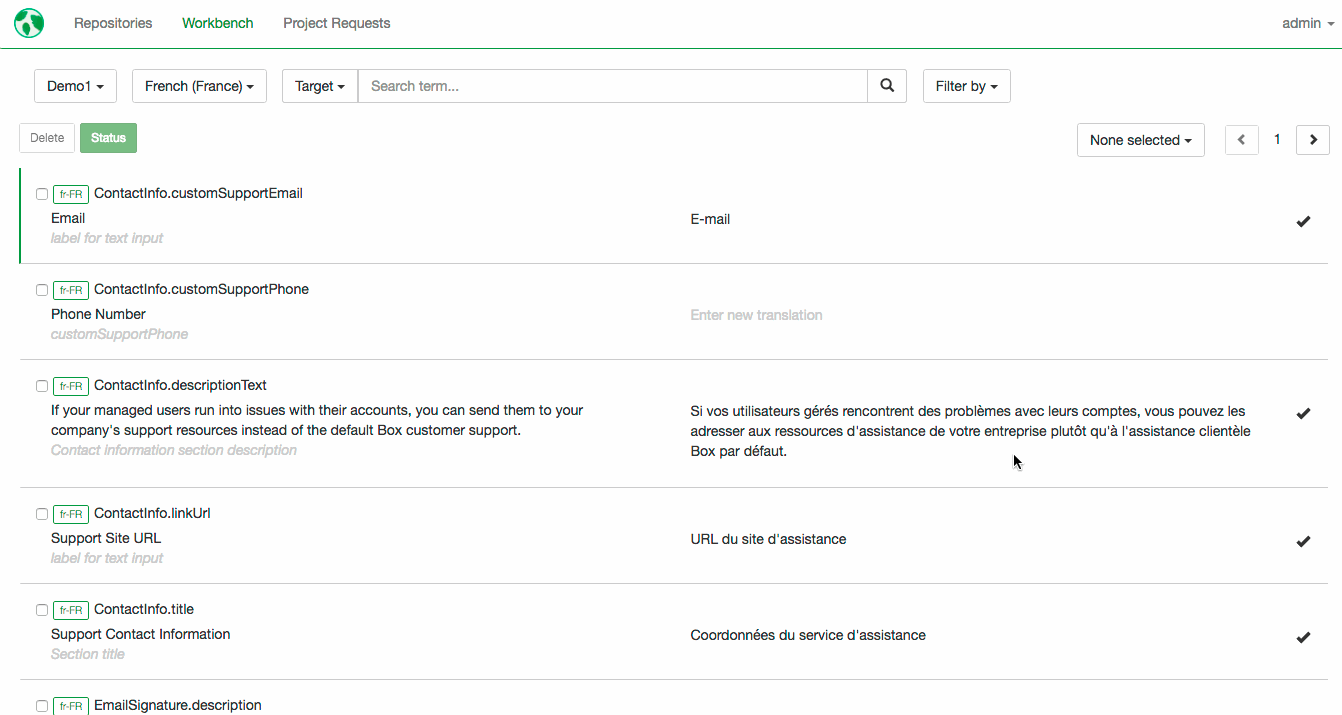 Repositories Workbench Project Requests admin
Demo1 French (France) Target Search term... Filter by
Delete Status None selected 1
fr-FR ContactInfo.customSupportEmail
Email E-mail
label for text input
fr-FR ContactInfo.customSupportPhone
Phone Number Enter new translation
customSupportPhone
fr-FR ContactInfo.descriptionText
If your managed users run into issues with their accounts, you can send them to your
company's support resources instead of the default Box customer support.
Contact information section description
Si vos utilisateurs gérés rencontrent des problèmes avec leurs comptes, vous pouvez les
adresser aux ressources d'assistance de votre entreprise plutôt qu'à l'assistance clientèle
Box par défaut.
fr-FR ContactInfo.linkUrl
Support Site URL URL du site d'assistance
label for text input
fr-FR ContactInfo.title
Support Contact Information Coordonnées du service d'assistance
Section title
fr-FR EmailSignature.description